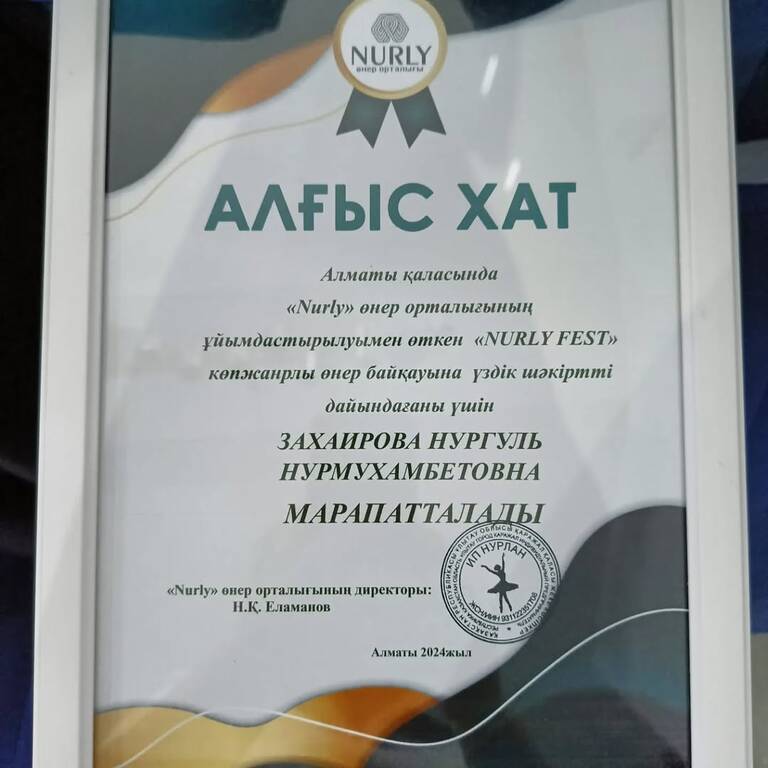 NURLY
өнер орталығы
АЛҒЫС ХАТ
Алматы қаласында
«Nurly» өнер орталығының
ұйымдастырылуымен өткен «NURLY FEST»
көпжанрлы өнер байқауына үздік шәкіртті
дайындағаны үшін
ЗАХАИРОВА НУРГУЛЬ
НУРМУХАМБЕТОВНА
МАРАПАТТАЛАДЫ
«Nurly» өнер орталығының директоры:
Н.Қ. Еламанов
ИП НУРЛАН
Алматы 2024жыл